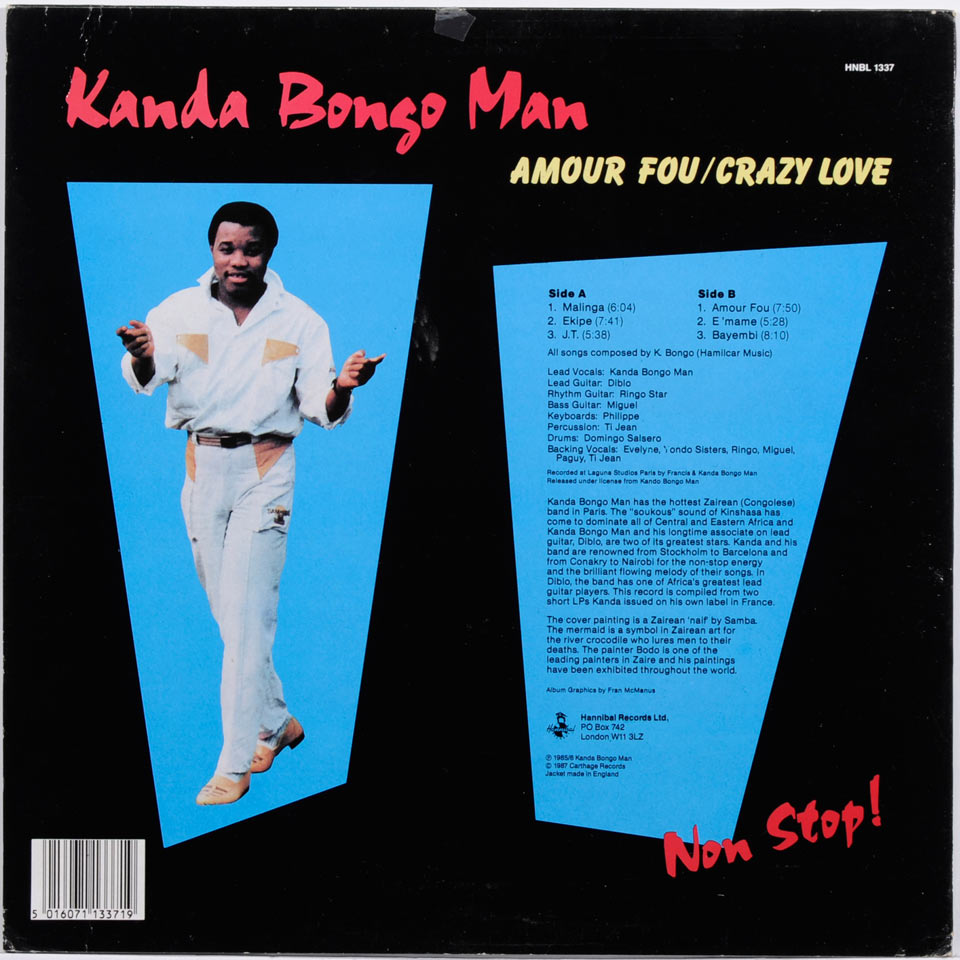 HNBL 1337
Kanda Bongo Man
AMOUR FOU/CRAZY LOVE
Side A
1. Malinga (6:04)
2. Ekipe (7:41)
3. J.T. (5:38)
Side B
1. Amour Fou (7:50)
2. E'mame (5:28)
3. Bayembi (8:10)
All songs composed by K. Bongo (Hamilcar Music)
Lead Vocals: Kanda Bongo Man
Lead Guitar: Diblo
Rhythm Guitar: Ringo Star
Bass Guitar: Miguel
Keyboards: Philippe
Percussion: Ti Jean
Drums: Domingo Salsero
Backing Vocals: Evelyne, Sisters, Ringo, Miguel,
Paguy, Ti Jean
Recorded at Laguna Studios Paris by Francis & Kanda Bongo Man
Released under license from Kando Bongo Man
Kanda Bongo Man has the hottest Zairean (Congolese)
band in Paris. The "soukous" sound of Kinshasa has
come to dominate all of Central and Eastern Africa and
Kanda Bongo Man and his longtime associate on lead
guitar, Diblo, are two of its greatest stars. Kanda and his
band are renowned from Stockholm to Barcelona and
from Conakry to Nairobi for the non-stop energy
and the brilliant flowing melody of their songs. In
Diblo, the band has one of Africa's greatest lead
guitar players. This record is compiled from two
short LPs Kanda issued on his own label in France.
The cover painting is a Zairean 'naif' by Samba.
The mermaid is a symbol in Zairean art for
the river crocodile who lures men to their
deaths. The painter Bodo is one of the
leading painters in Zaire and his paintings
have been exhibited throughout the world.
Album Graphics by Fran McManus
Hannibal Records Ltd.
PO Box 742
London W11 3LZ
℗ 1985/6 Kanda Bongo Man
© 1987 Carthage Records
Jacket made in England
Non Stop!
5 016071 133719